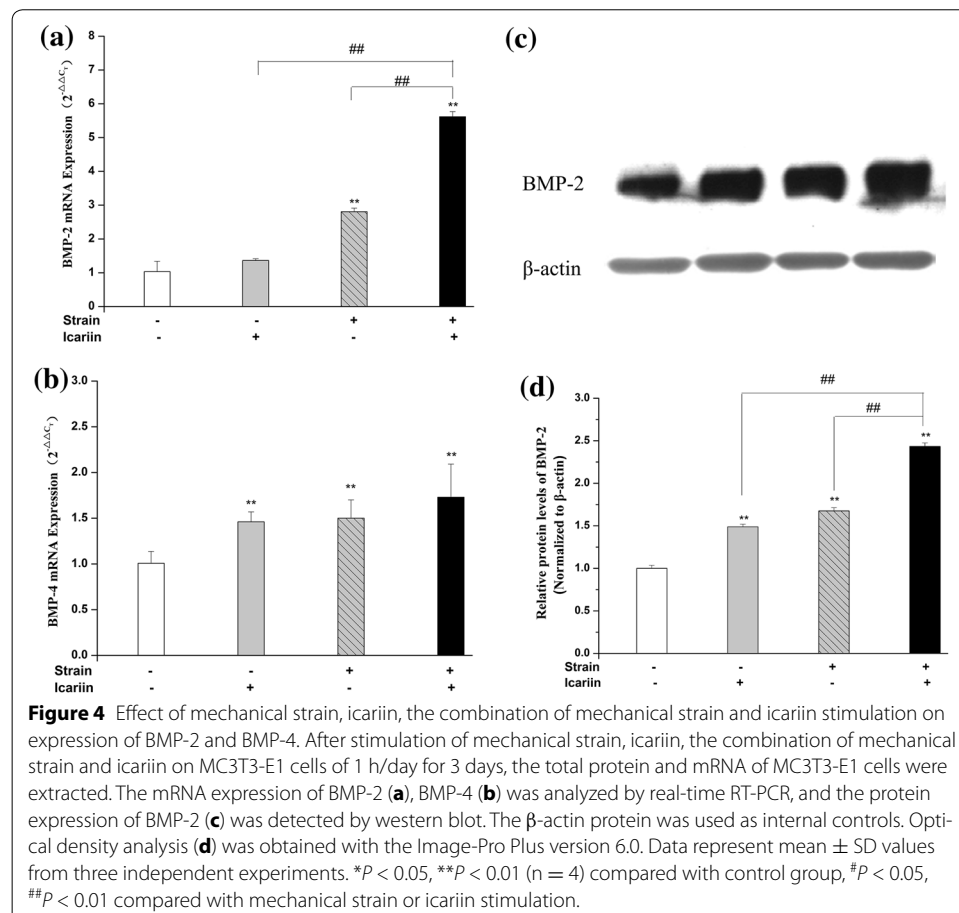 (a)
BMP-2 mRNA Expression (2^-△△C_T)
8
7
6
5
4
3
2
1
0
##
##
**
**
Strain - - + +
Icariin - + - +
(b)
BMP-4 mRNA Expression (2^-△△C_T)
3.0
2.5
2.0
1.5
1.0
0.5
0.0
**
**
**
Strain - - + +
Icariin - + - +
(c)
BMP-2
β-actin
(d)
Relative protein levels of BMP-2
(Normalized to β-actin)
3.0
2.5
2.0
1.5
1.0
0.5
0.0
##
##
**
**
**
Strain - - + +
Icariin - + - +
Figure 4 Effect of mechanical strain, icariin, the combination of mechanical strain and icariin stimulation on
expression of BMP-2 and BMP-4. After stimulation of mechanical strain, icariin, the combination of mechanical
strain and icariin on MC3T3-E1 cells of 1 h/day for 3 days, the total protein and mRNA of MC3T3-E1 cells were
extracted. The mRNA expression of BMP-2 (a), BMP-4 (b) was analyzed by real-time RT-PCR, and the protein
expression of BMP-2 (c) was detected by western blot. The β-actin protein was used as internal controls. Opti-
cal density analysis (d) was obtained with the Image-Pro Plus version 6.0. Data represent mean ± SD values
from three independent experiments. *P < 0.05, **P < 0.01 (n = 4) compared with control group, #P < 0.05,
##P < 0.01 compared with mechanical strain or icariin stimulation.